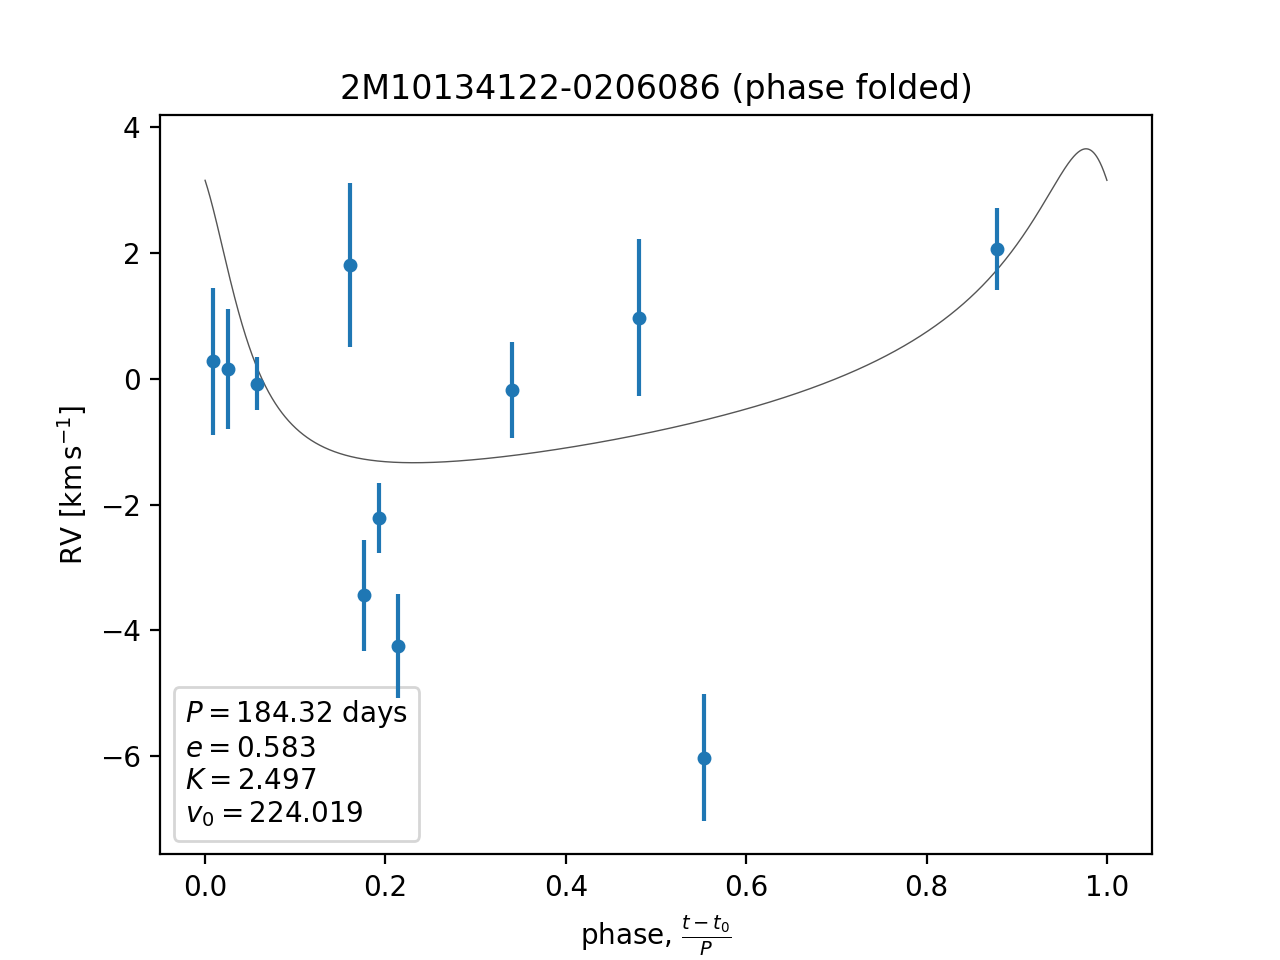 2M10134122-0206086 (phase folded)
4
2
0
−2
−4
−6
RV [km s⁻¹]
P = 184.32 days
e = 0.583
K = 2.497
v₀ = 224.019
0.0 0.2 0.4 0.6 0.8 1.0
phase, (t − t₀)/P